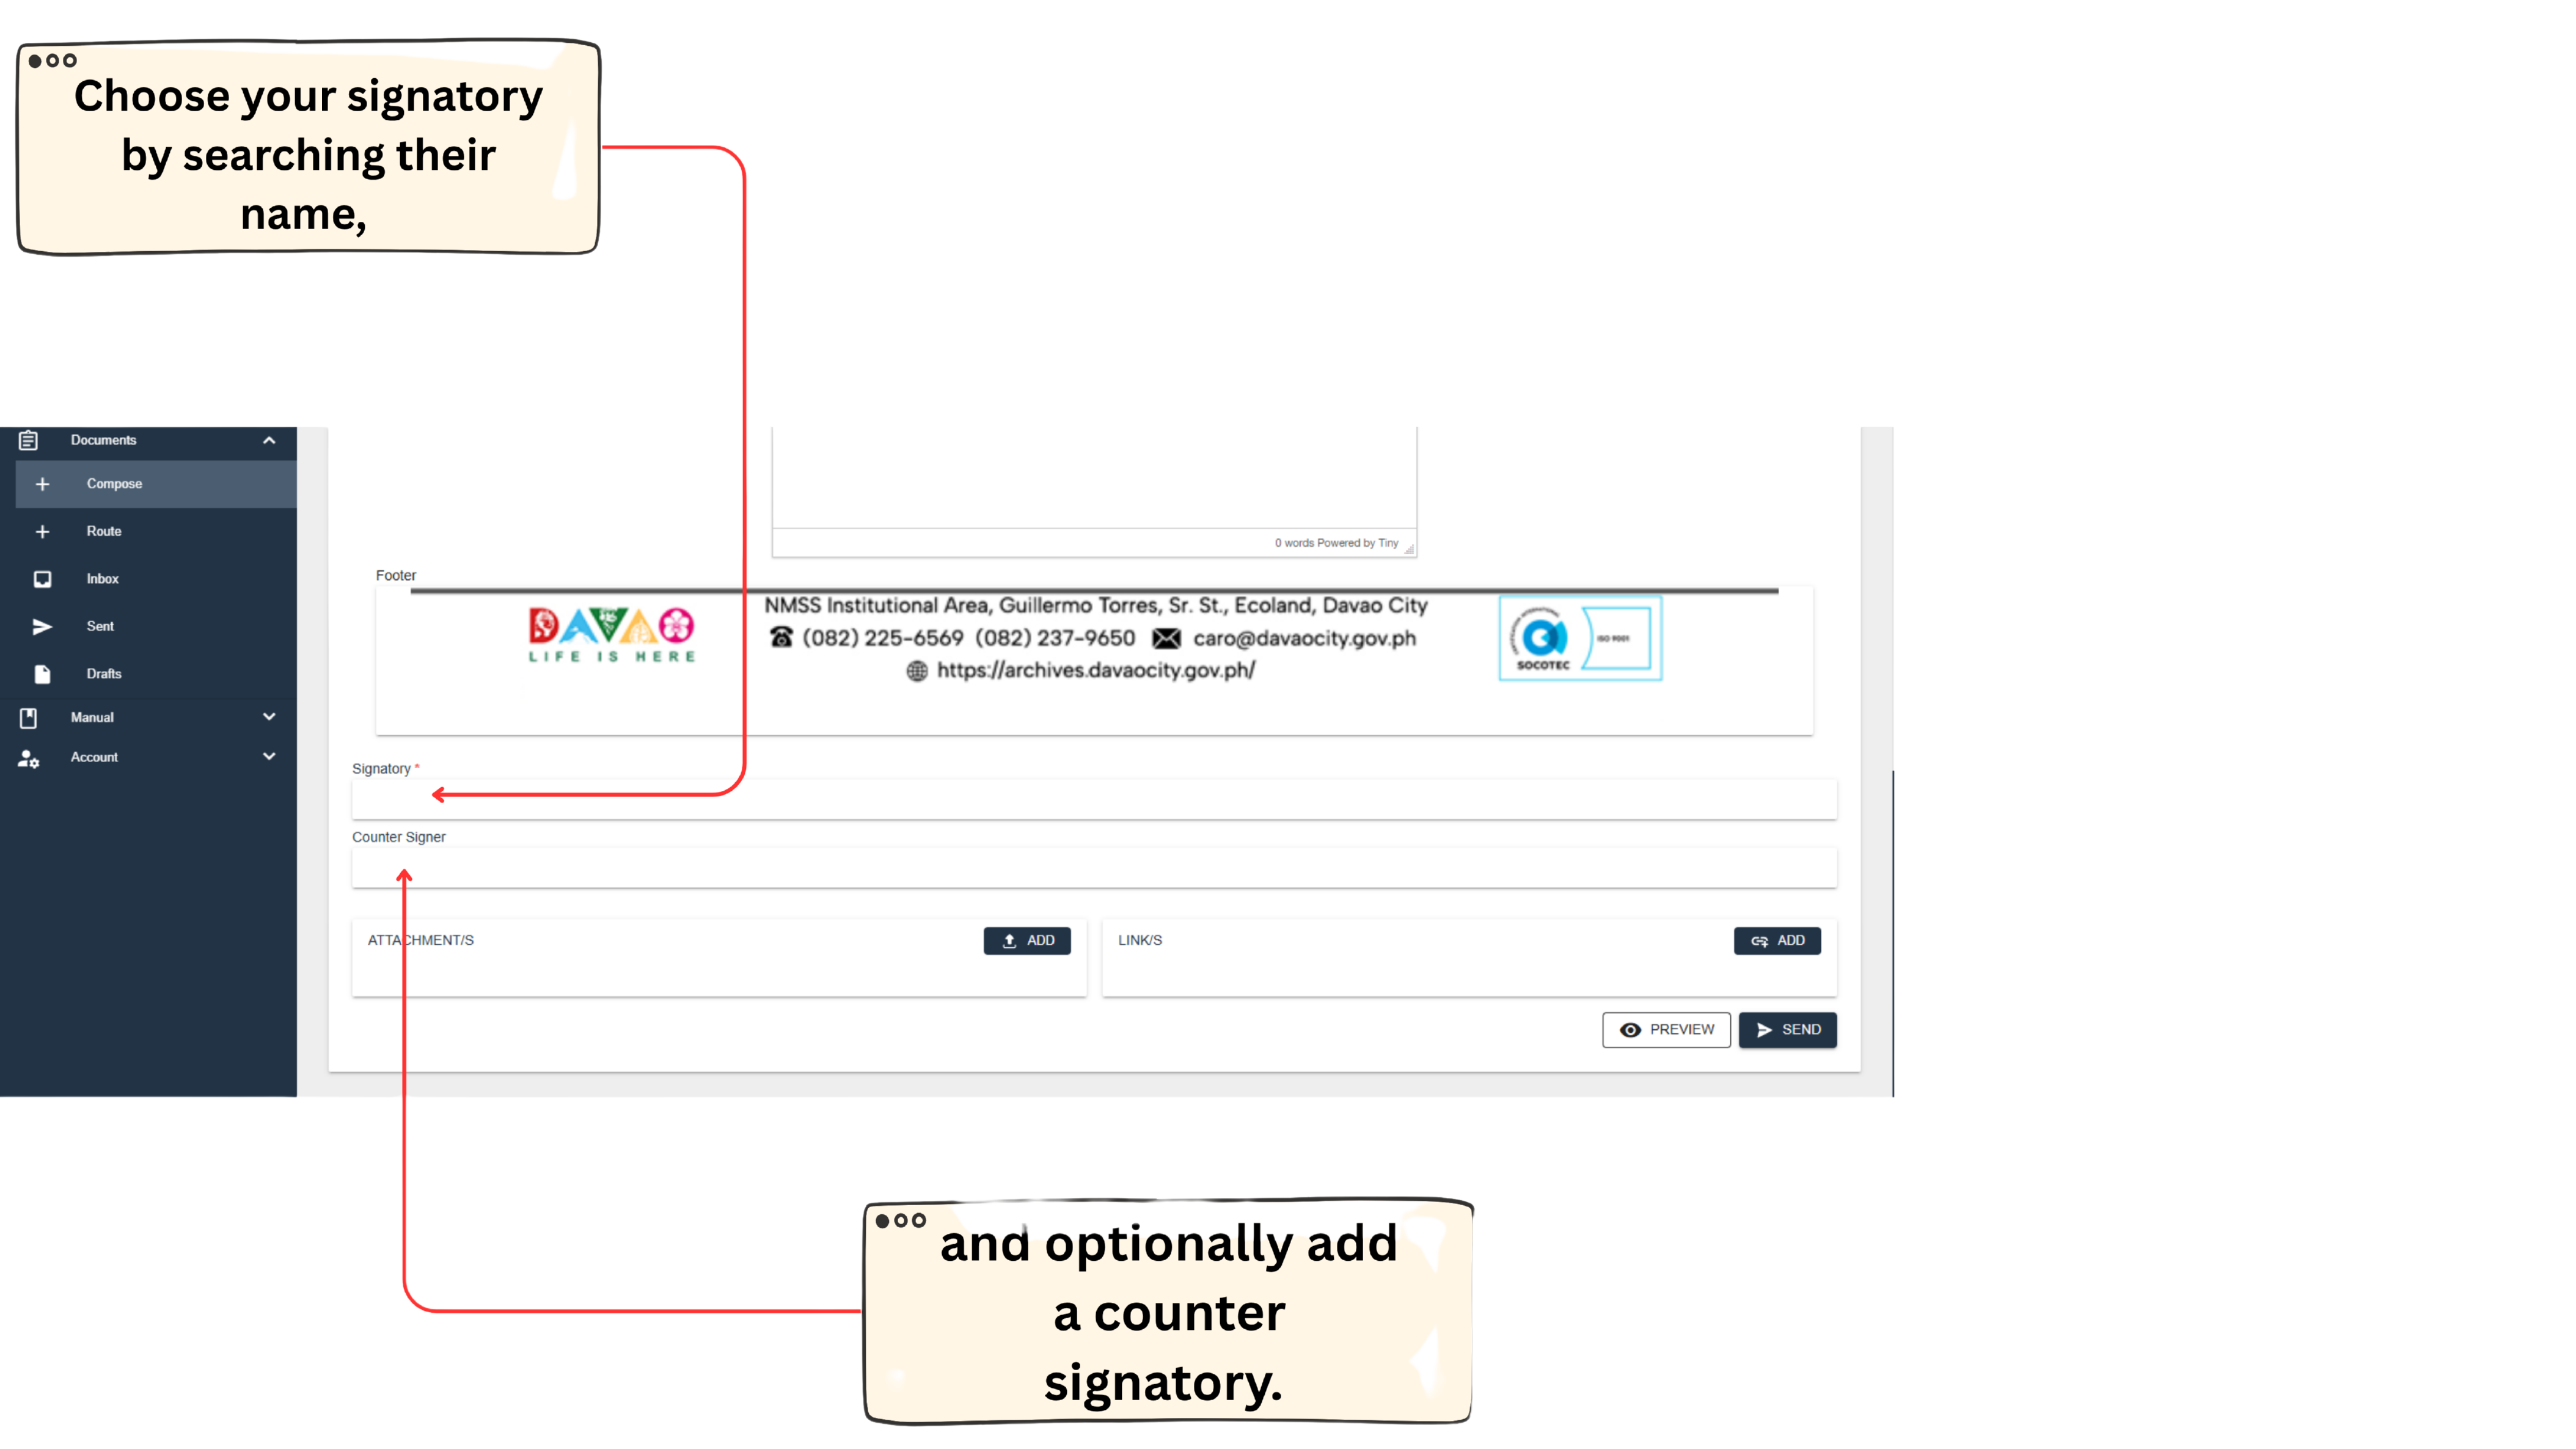 Choose your signatory
by searching their
name,
Documents
Compose
Route
Inbox
Sent
Drafts
Manual
Account
0 words Powered by Tiny
Footer
DAVAO
LIFE IS HERE
NMSS Institutional Area, Guillermo Torres, Sr. St., Ecoland, Davao City
(082) 225-6569 (082) 237-9650 caro@davaocity.gov.ph
https://archives.davaocity.gov.ph/
SOCOTEC
ISO 9001
Signatory *
Counter Signer
ATTACHMENT/S
ADD
LINK/S
ADD
PREVIEW
SEND
and optionally add
a counter
signatory.